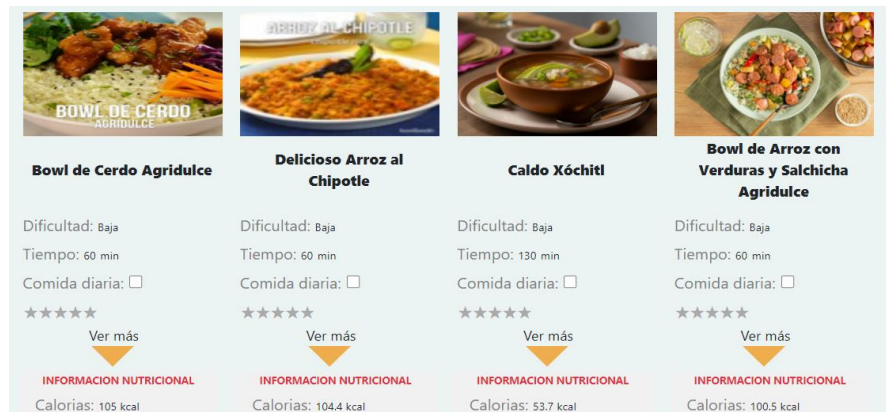 BOWL DE CERDO
AGRIDULCE
Bowl de Cerdo Agridulce
Dificultad: Baja
Tiempo: 60 min
Comida diaria:
Ver más
INFORMACION NUTRICIONAL
Calorias: 105 kcal
ARROZ AL CHIPOTLE
Delicioso Arroz al
Chipotle
Dificultad: Baja
Tiempo: 60 min
Comida diaria:
Ver más
INFORMACION NUTRICIONAL
Calorias: 104.4 kcal
Caldo Xóchitl
Dificultad: Baja
Tiempo: 130 min
Comida diaria:
Ver más
INFORMACION NUTRICIONAL
Calorias: 53.7 kcal
Bowl de Arroz con
Verduras y Salchicha
Agridulce
Dificultad: Baja
Tiempo: 60 min
Comida diaria:
Ver más
INFORMACION NUTRICIONAL
Calorias: 100.5 kcal